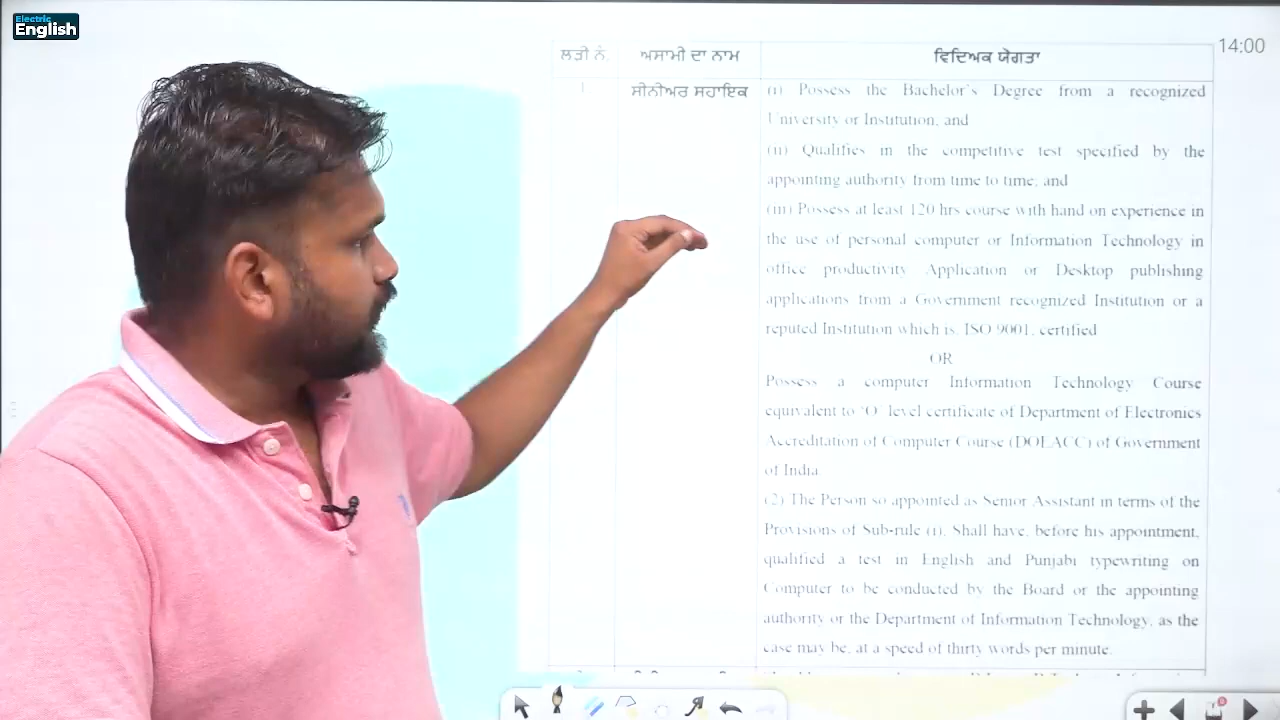 Electric
English
14:00
ਲੜੀ ਨੰ. ਅਸਾਮੀ ਦਾ ਨਾਮ ਵਿਦਿਅਕ ਯੋਗਤਾ
1 ਸੀਨੀਅਰ ਸਹਾਇਕ (i) Possess the Bachelor's Degree from a recognized
University or Institution, and
(ii) Qualifies in the competitive test specified by the
appointing authority from time to time; and
(iii) Possess at least 120 hrs course with hand on experience in
the use of personal computer or Information Technology in
office productivity Application or Desktop publishing
applications from a Government recognized Institution or a
reputed Institution which is, ISO 9001, certified
OR
Possess a computer Information Technology Course
equivalent to 'O' level certificate of Department of Electronics
Accreditation of Computer Course (DOEACC) of Government
of India
(2) The Person so appointed as Senior Assistant in terms of the
Provisions of Sub-rule (1), Shall have, before his appointment,
qualified a test in English and Punjabi typewriting on
Computer to be conducted by the Board or the appointing
authority or the Department of Information Technology, as the
case may be, at a speed of thirty words per minute.